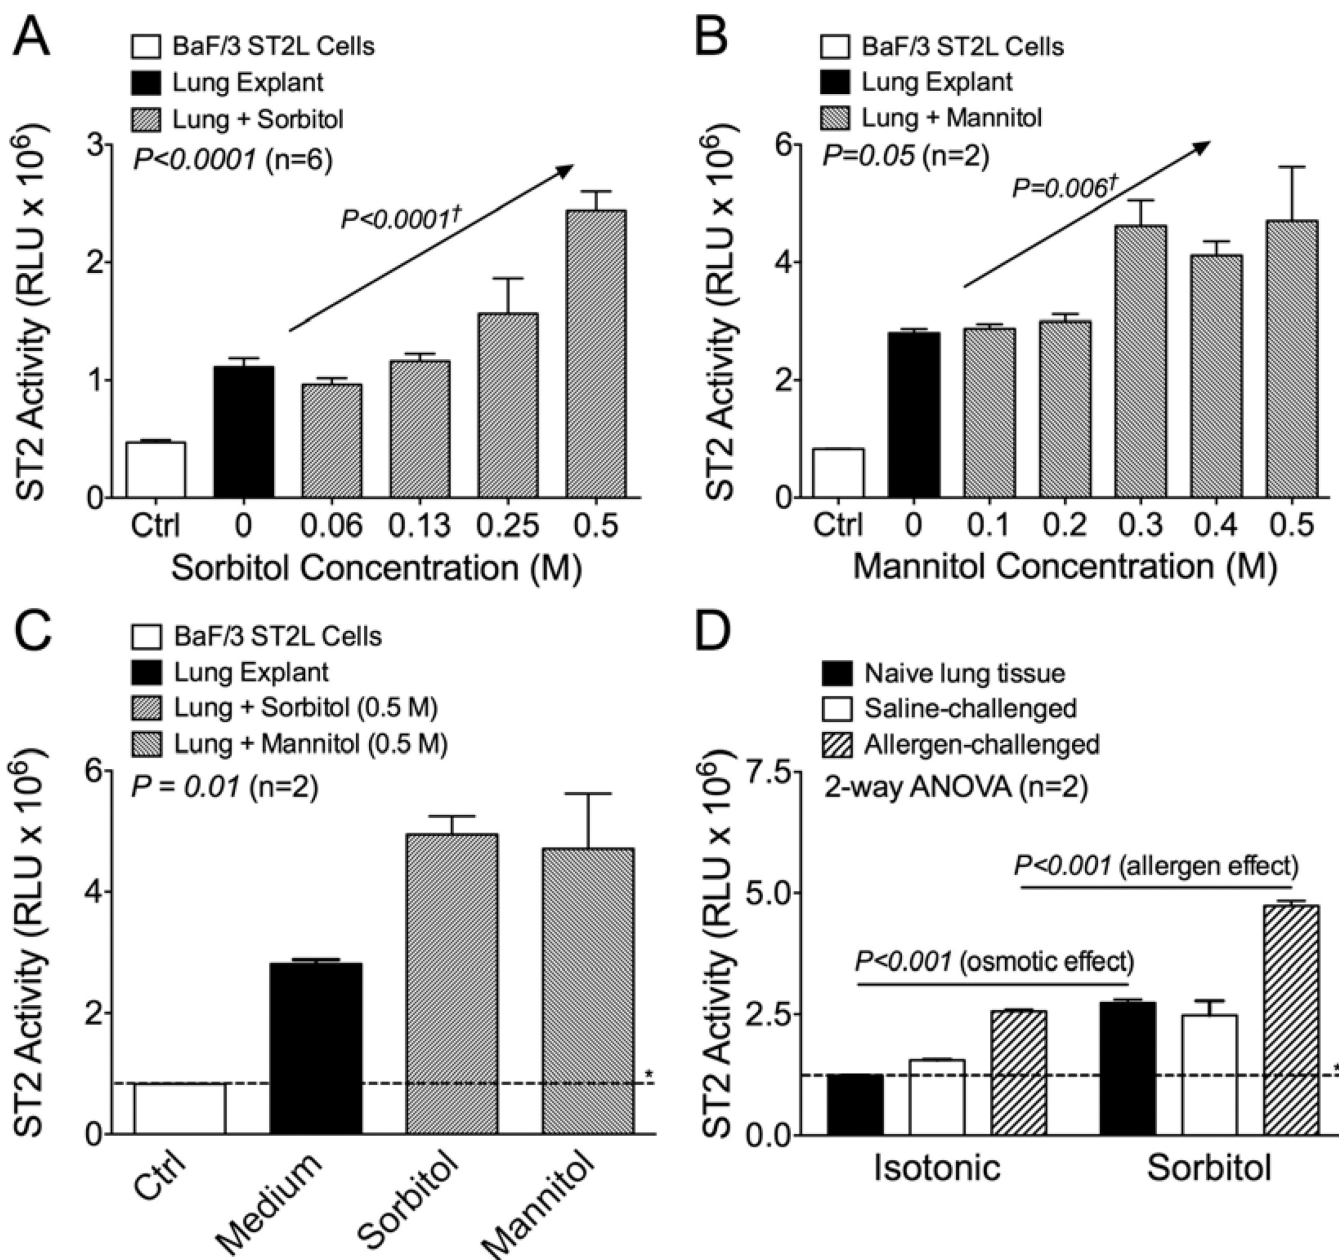 A
BaF/3 ST2L Cells
Lung Explant
Lung + Sorbitol
P<0.0001 (n=6)
P<0.0001†
ST2 Activity (RLU x 10⁶)
3
2
1
0
Ctrl 0 0.06 0.13 0.25 0.5
Sorbitol Concentration (M)
B
BaF/3 ST2L Cells
Lung Explant
Lung + Mannitol
P=0.05 (n=2)
P=0.006†
ST2 Activity (RLU x 10⁶)
6
4
2
0
Ctrl 0 0.1 0.2 0.3 0.4 0.5
Mannitol Concentration (M)
C
BaF/3 ST2L Cells
Lung Explant
Lung + Sorbitol (0.5 M)
Lung + Mannitol (0.5 M)
P = 0.01 (n=2)
ST2 Activity (RLU x 10⁶)
6
4
2
0
*
Ctrl Medium Sorbitol Mannitol
D
Naive lung tissue
Saline-challenged
Allergen-challenged
2-way ANOVA (n=2)
P<0.001 (allergen effect)
P<0.001 (osmotic effect)
ST2 Activity (RLU x 10⁶)
7.5
5.0
2.5
0.0
*
Isotonic Sorbitol